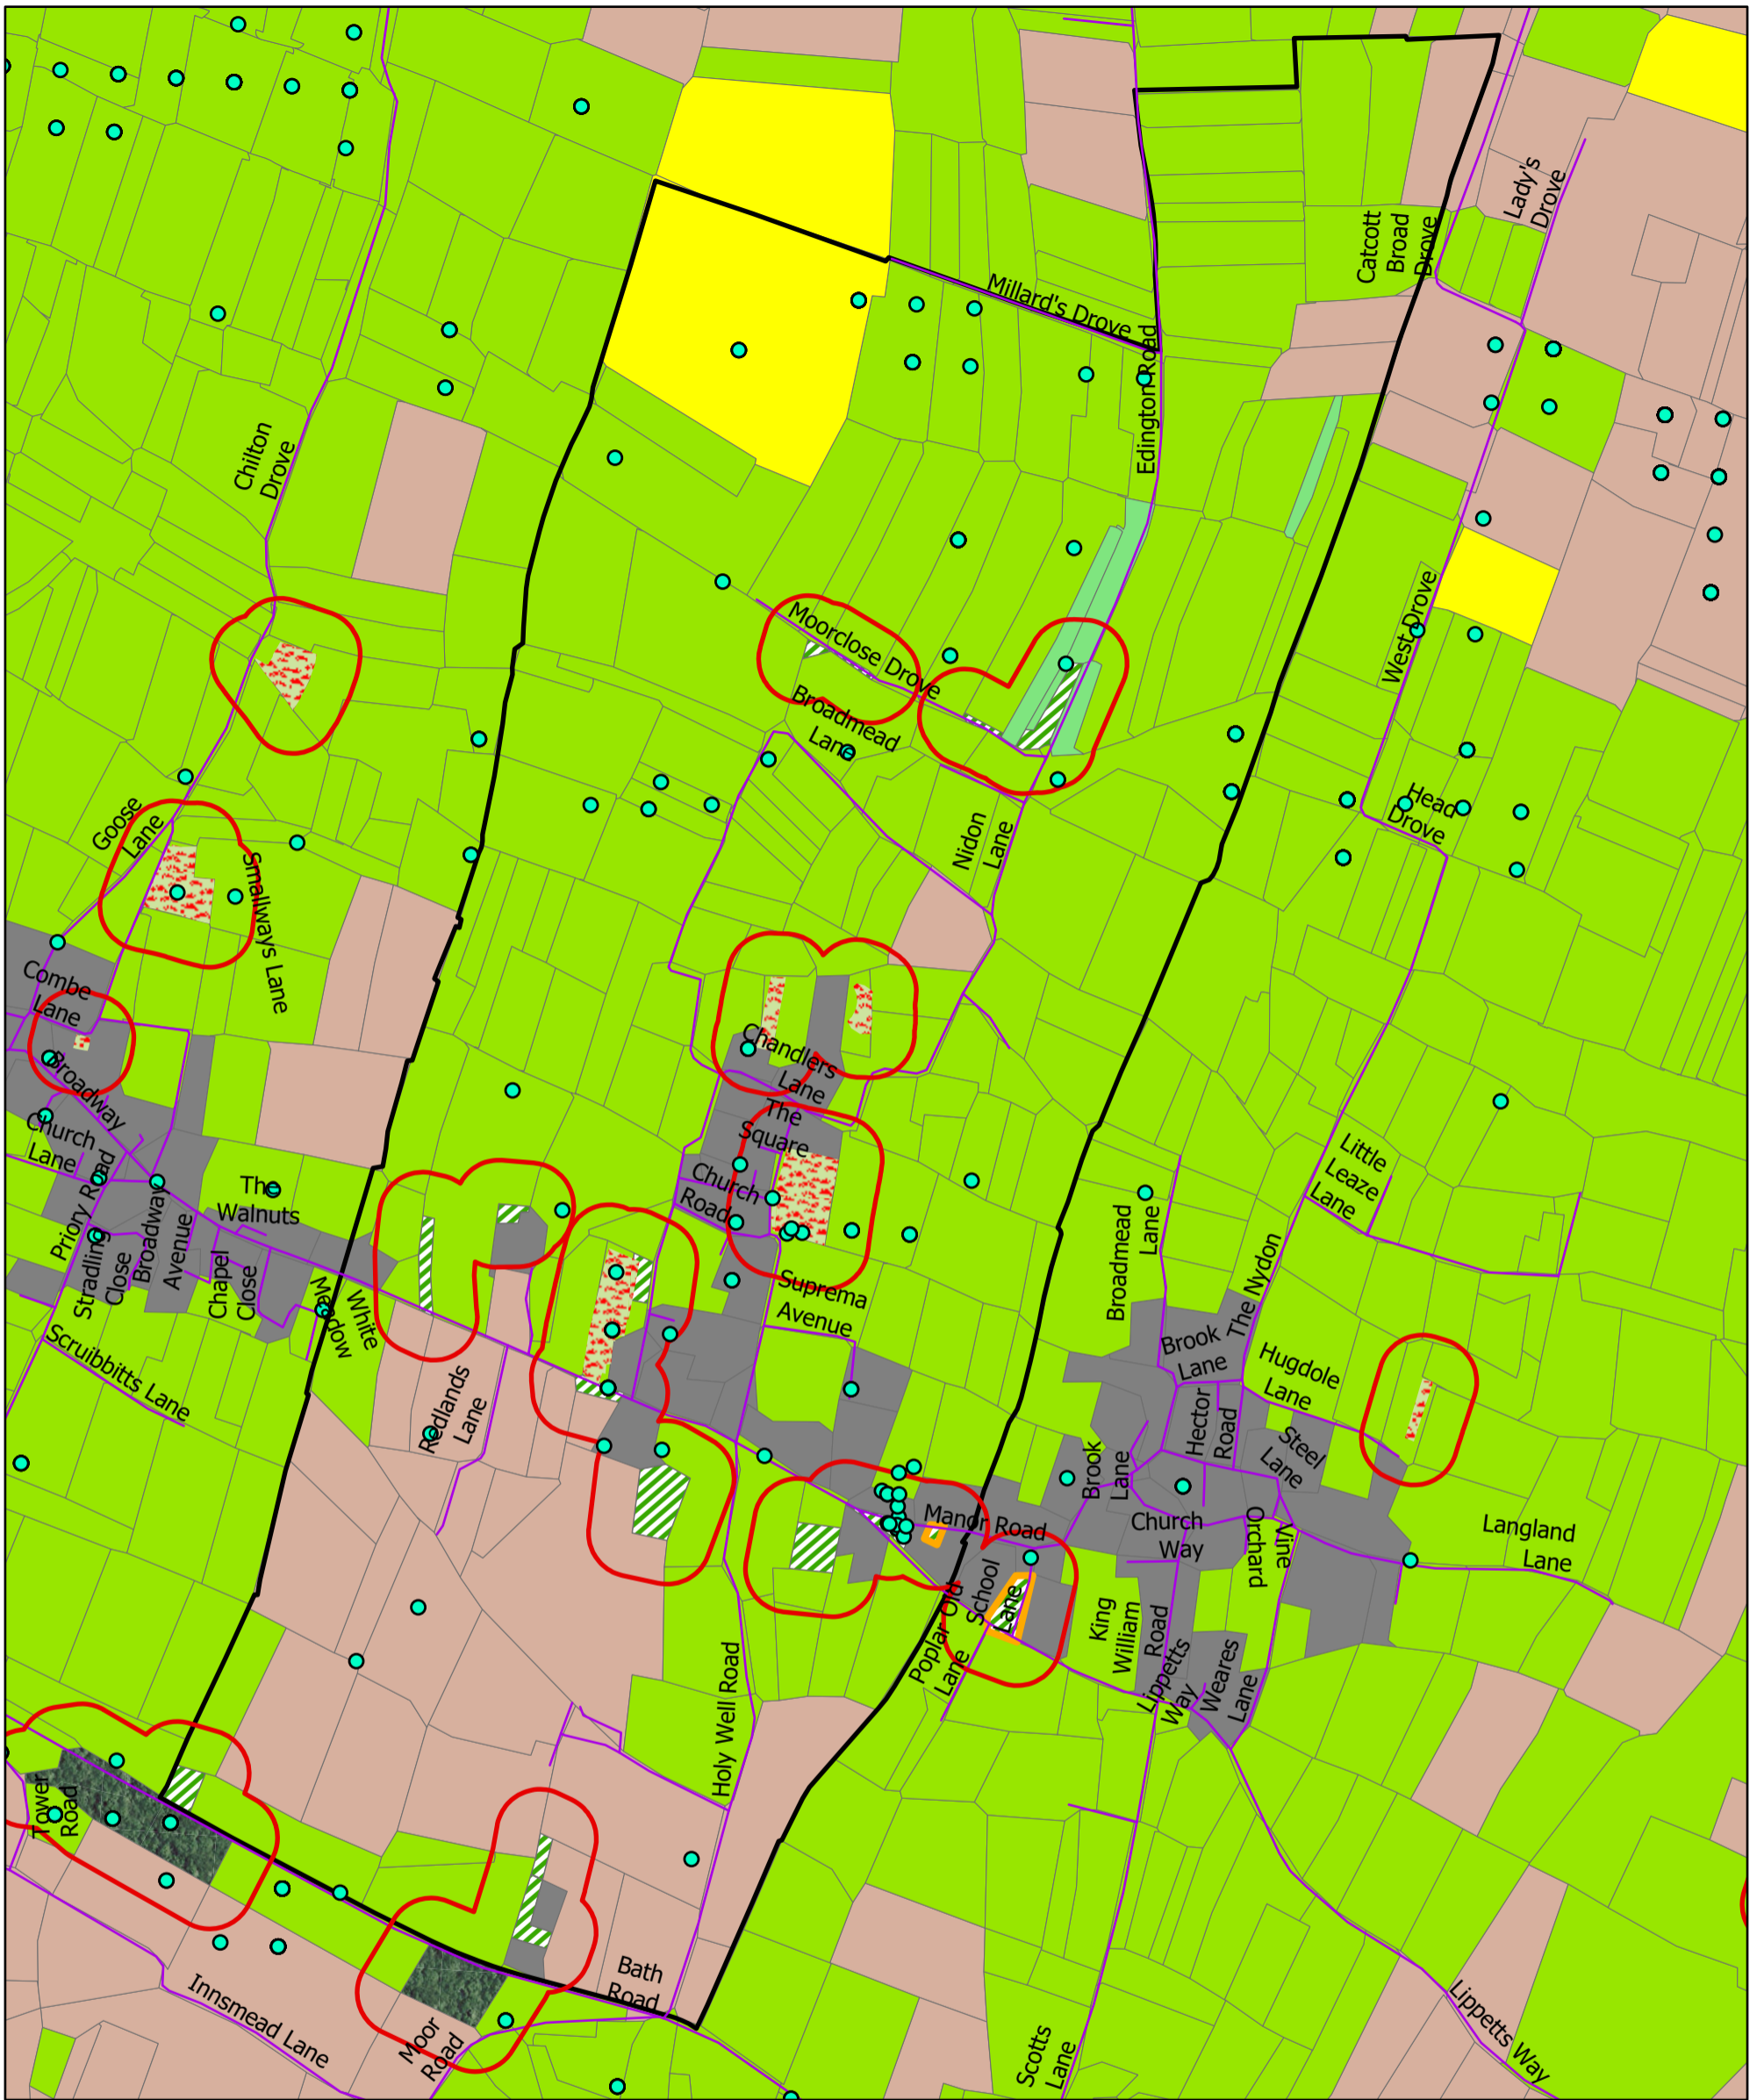 Lady's
Drove
Catcott
Broad
Drove
Millard's Drove
Edington Road
Chilton
Drove
Moorclose Drove
West Drove
Broadmead
Lane
Goose
Lane
Head
Drove
Nidon
Lane
Smallways Lane
Combe
Lane
Chandlers
Lane
Broadway
The
Square
Church
Lane
Little
Leaze
Lane
Church
Road
Priory Road
The
Walnuts
Broadway
Avenue
Broadmead
Lane
Stradling
Close
Chapel
Close
Suprema
Avenue
The Nydon
Meadow
White
Brook
Lane
Scruibbitts Lane
Hugdole
Lane
Redlands
Lane
Hector
Road
Steel
Lane
Brook
Lane
Manor Road
Church
Way
Orchard
Vine
Langland
Lane
Old
School
Lane
Poplar
Lane
King
William
Road
Lippetts
Way
Weares
Lane
Holy Well Road
Tower
Road
Bath
Road
Innsmead Lane
Moor
Road
Scotts
Lane
Lippetts Way